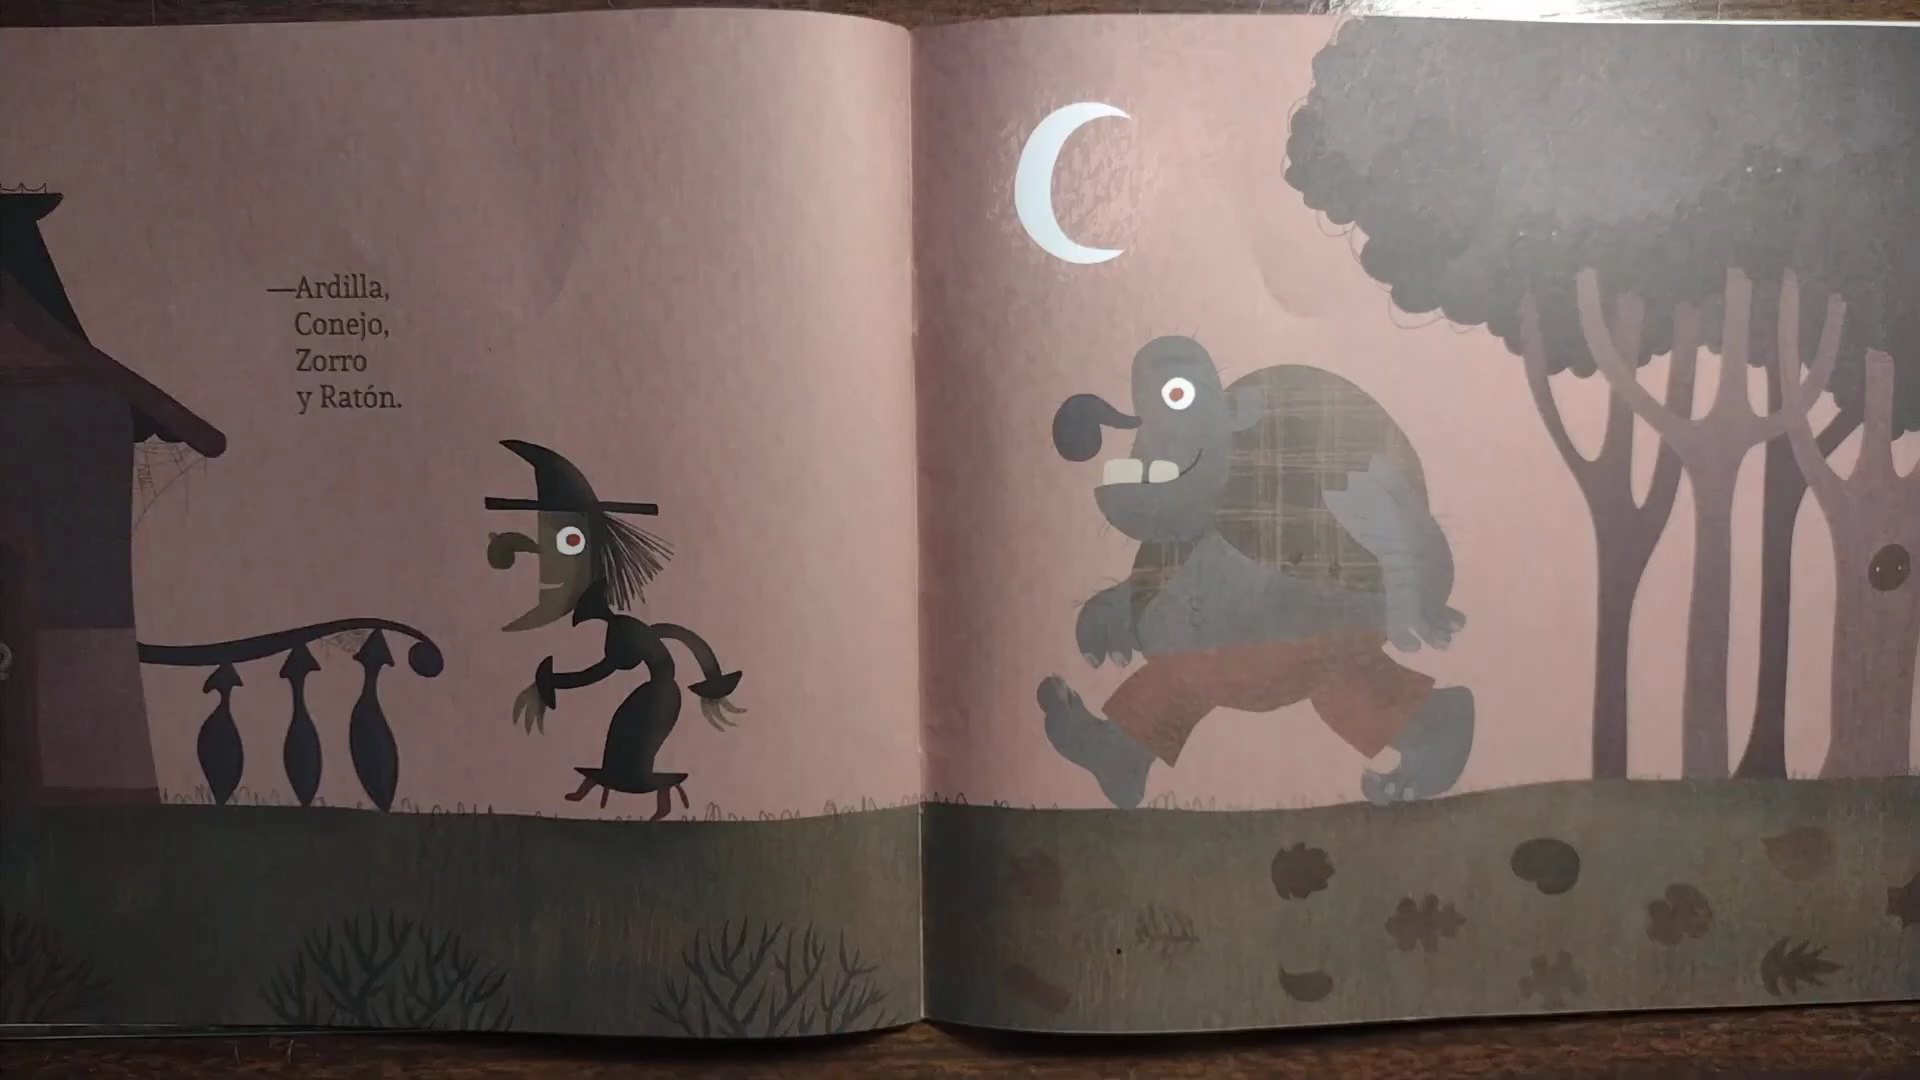 —Ardilla,
Conejo,
Zorro
y Ratón.